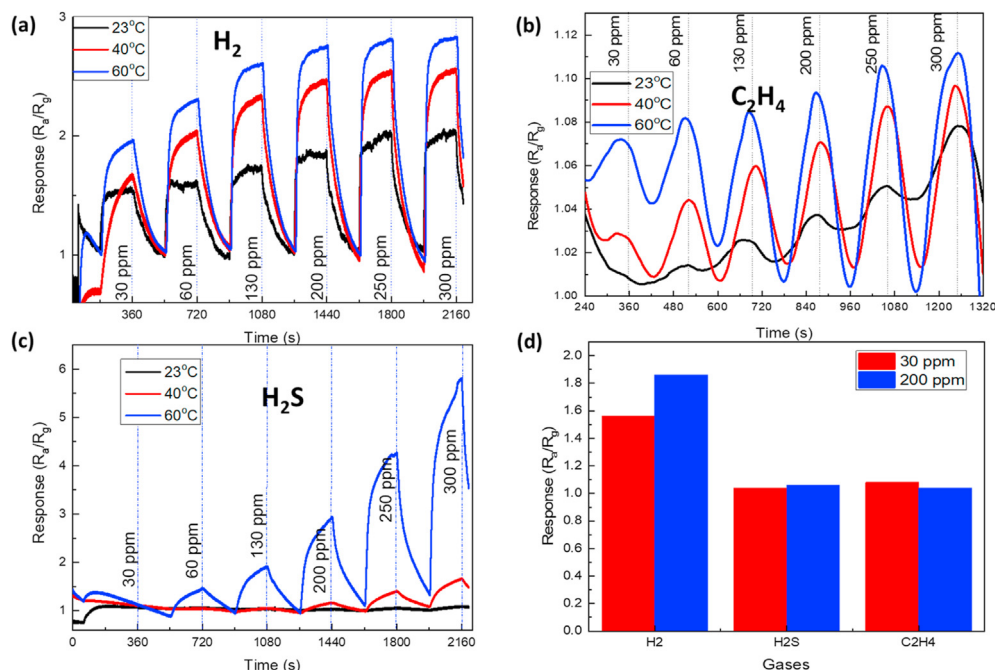 (a)
H2
23°C
40°C
60°C
Response (Ra/Rg)
3
2
1
30 ppm
60 ppm
130 ppm
200 ppm
250 ppm
300 ppm
360 720 1080 1440 1800 2160
Time (s)
(b)
C2H4
30 ppm
60 ppm
130 ppm
200 ppm
250 ppm
300 ppm
23°C
40°C
60°C
Response (Ra/Rg)
1.10
1.08
1.06
1.04
1.02
1.00
240 360 480 600 720 840 960 1080 1200 1320
Time (s)
(c)
H2S
23°C
40°C
60°C
Response (Ra/Rg)
6
5
4
3
2
1
30 ppm
60 ppm
130 ppm
200 ppm
250 ppm
300 ppm
0 360 720 1080 1440 1800 2160
Time (s)
(d)
30 ppm
200 ppm
Response (Ra/Rg)
2.0
1.8
1.6
1.4
1.2
1.0
0.8
0.6
0.4
0.2
0.0
H2 H2S C2H4
Gases